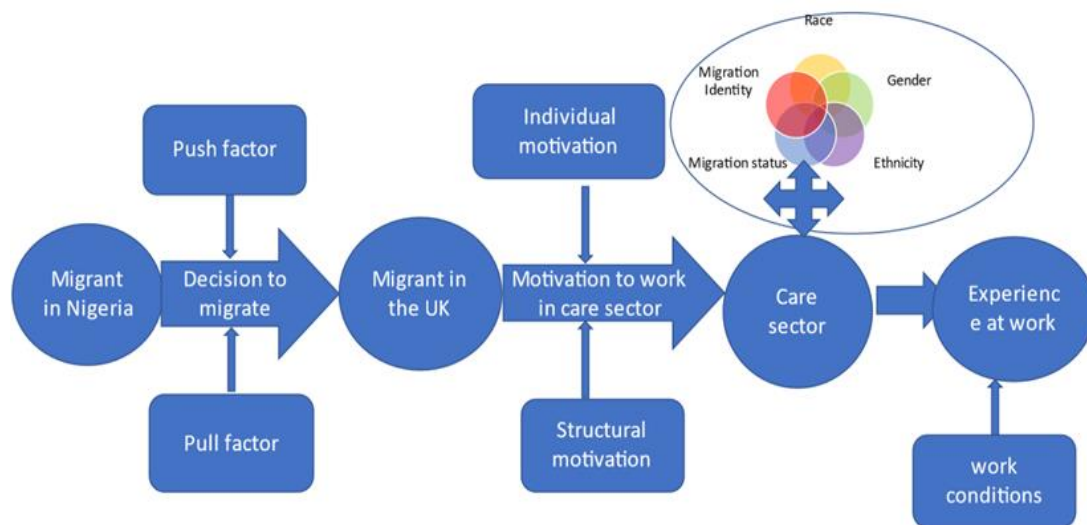 Race
Migration
Identity
Gender
Migration status
Ethnicity
Push factor
Individual
motivation
Migrant
in Nigeria
Decision to
migrate
Migrant in
the UK
Motivation to work
in care sector
Care
sector
Experienc
e at work
Pull factor
Structural
motivation
work
conditions